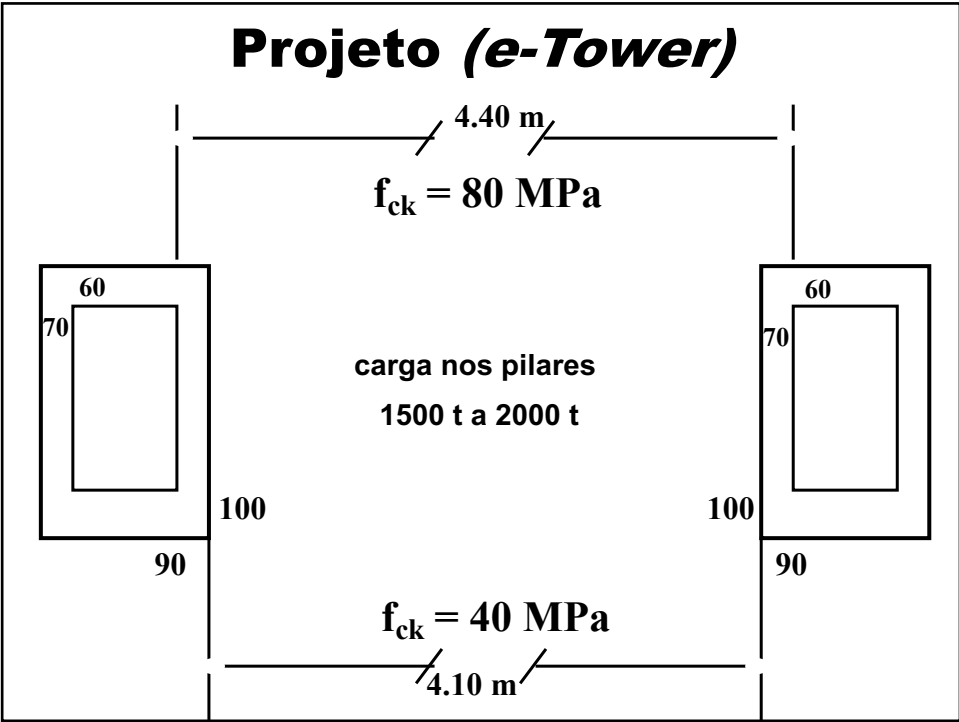 Projeto (e-Tower)
4.40 m
fck = 80 MPa
60
60
70
70
carga nos pilares
1500 t a 2000 t
100
100
90
90
fck = 40 MPa
4.10 m